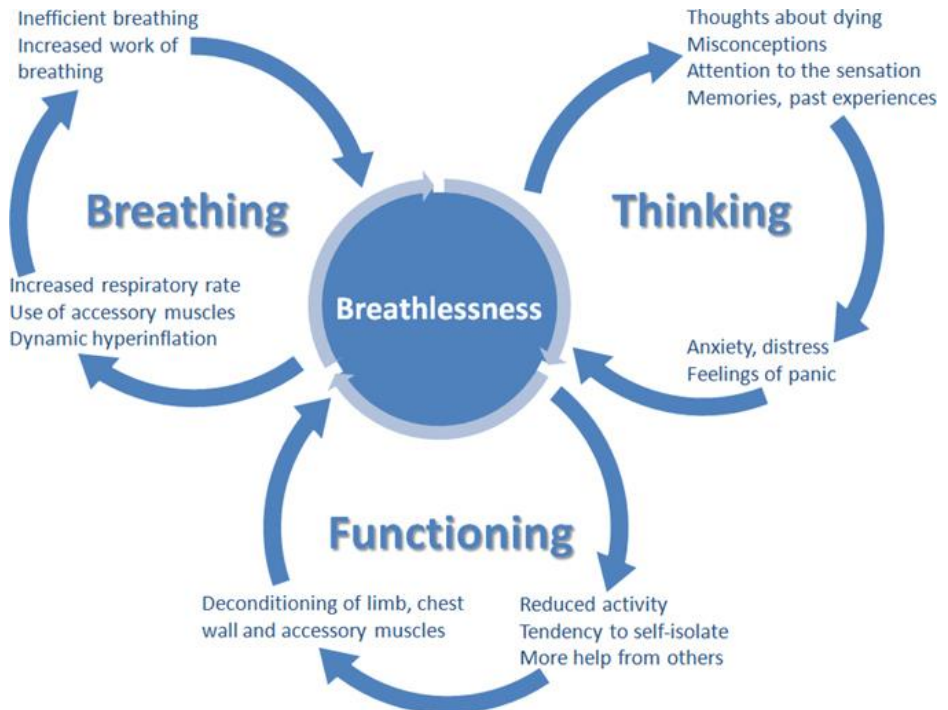 Inefficient breathing
Increased work of
breathing
Thoughts about dying
Misconceptions
Attention to the sensation
Memories, past experiences
Breathing
Thinking
Increased respiratory rate
Use of accessory muscles
Dynamic hyperinflation
Breathlessness
Anxiety, distress
Feelings of panic
Functioning
Deconditioning of limb, chest
wall and accessory muscles
Reduced activity
Tendency to self-isolate
More help from others